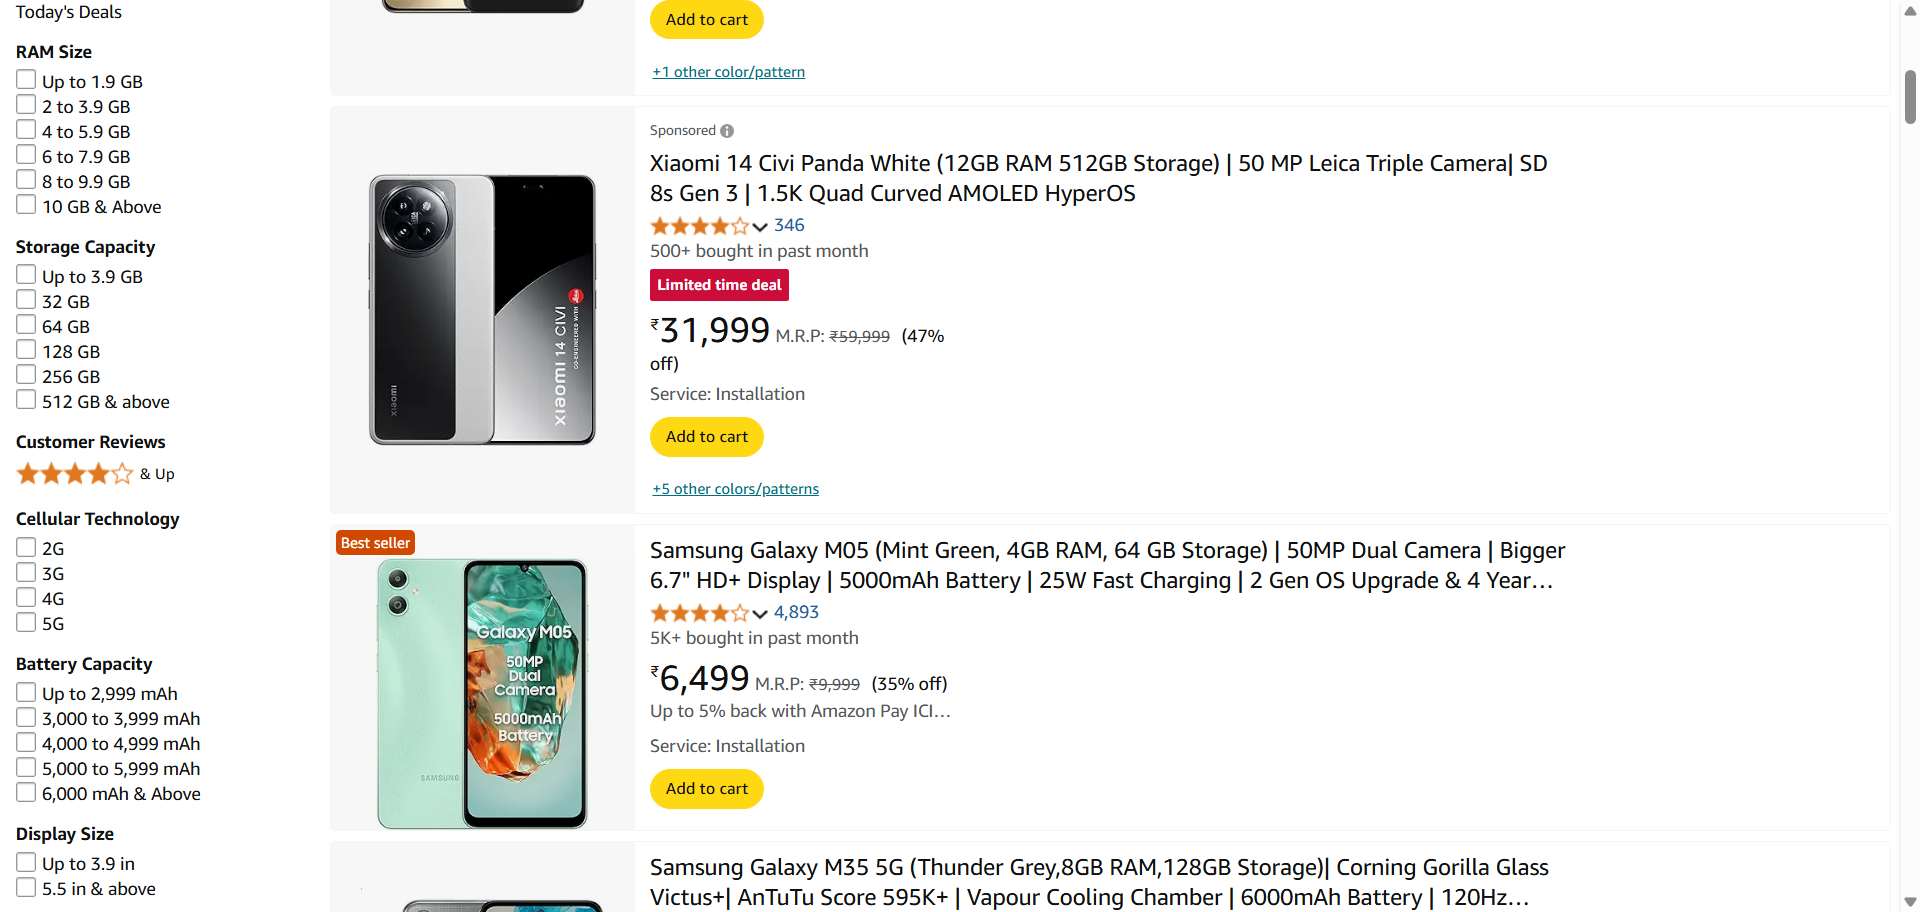 Today's Deals
RAM Size
Up to 1.9 GB
2 to 3.9 GB
4 to 5.9 GB
6 to 7.9 GB
8 to 9.9 GB
10 GB & Above
Storage Capacity
Up to 3.9 GB
32 GB
64 GB
128 GB
256 GB
512 GB & above
Customer Reviews
& Up
Cellular Technology
2G
3G
4G
5G
Battery Capacity
Up to 2,999 mAh
3,000 to 3,999 mAh
4,000 to 4,999 mAh
5,000 to 5,999 mAh
6,000 mAh & Above
Display Size
Up to 3.9 in
5.5 in & above
Add to cart
+1 other color/pattern
xiaomi
xiaomi 14 CIVI
CO-ENGINEERED WITH
Leica
Sponsored
Xiaomi 14 Civi Panda White (12GB RAM 512GB Storage) | 50 MP Leica Triple Camera| SD
8s Gen 3 | 1.5K Quad Curved AMOLED HyperOS
346
500+ bought in past month
Limited time deal
₹31,999 M.R.P: ₹59,999 (47%
off)
Service: Installation
Add to cart
+5 other colors/patterns
Best seller
Galaxy M05
50MP
Dual
Camera
5000mAh
Battery
SAMSUNG
Samsung Galaxy M05 (Mint Green, 4GB RAM, 64 GB Storage) | 50MP Dual Camera | Bigger
6.7" HD+ Display | 5000mAh Battery | 25W Fast Charging | 2 Gen OS Upgrade & 4 Year…
4,893
5K+ bought in past month
₹6,499 M.R.P: ₹9,999 (35% off)
Up to 5% back with Amazon Pay ICI…
Service: Installation
Add to cart
Samsung Galaxy M35 5G (Thunder Grey,8GB RAM,128GB Storage)| Corning Gorilla Glass
Victus+| AnTuTu Score 595K+ | Vapour Cooling Chamber | 6000mAh Battery | 120Hz…